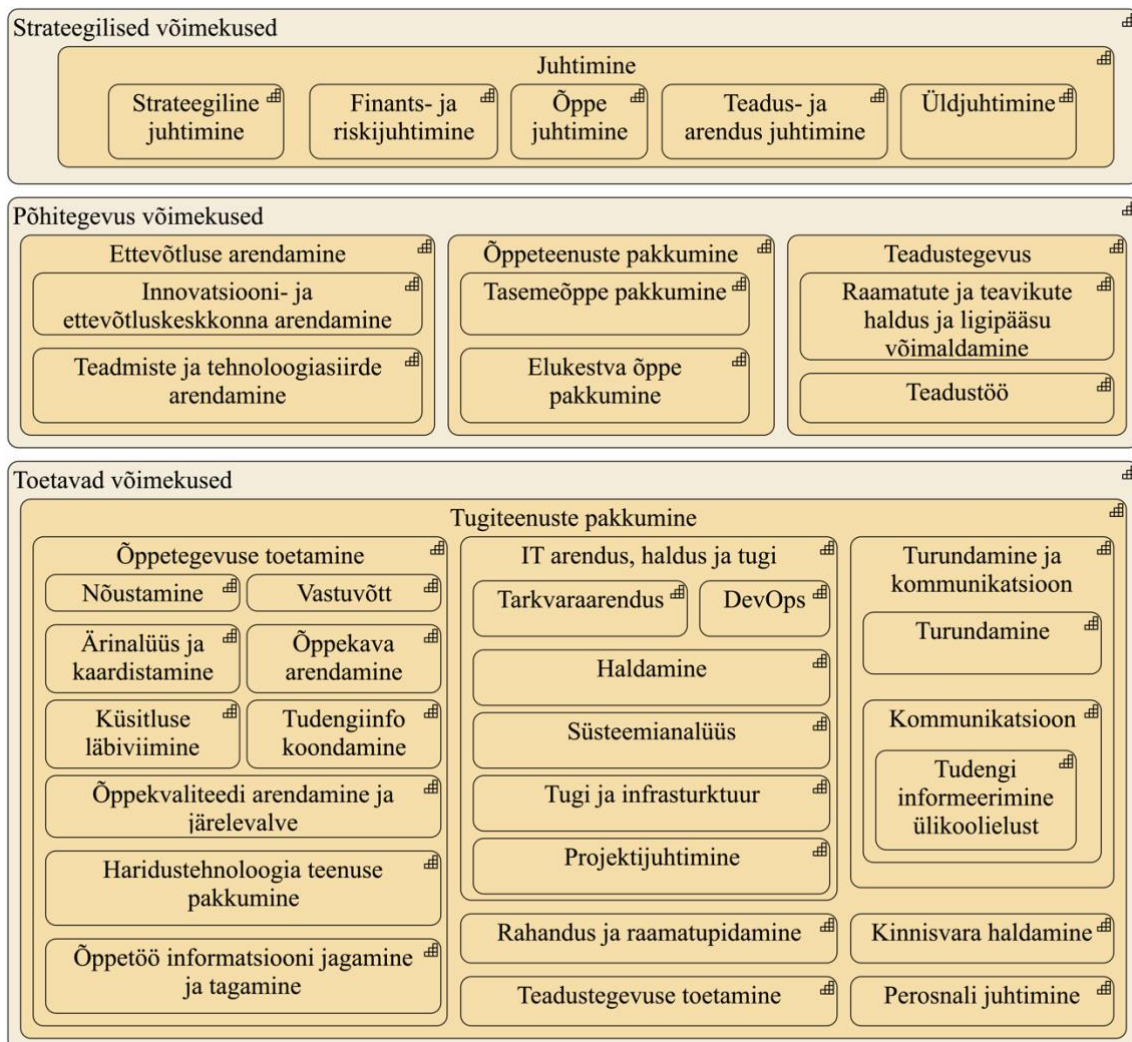 Strateegilised võimekused
Juhtimine
Strateegiline
juhtimine
Finants- ja
riskijuhtimine
Õppe
juhtimine
Teadus- ja
arendus juhtimine
Üldjuhtimine
Põhitegevus võimekused
Ettevõtluse arendamine
Innovatsiooni- ja
ettevõtluskeskkonna arendamine
Teadmiste ja tehnoloogiasiirde
arendamine
Õppeteenuste pakkumine
Tasemeõppe pakkumine
Elukestva õppe
pakkumine
Teadustegevus
Raamatute ja teavikute
haldus ja ligipääsu
võimaldamine
Teadustöö
Toetavad võimekused
Tugiteenuste pakkumine
Õppetegevuse toetamine
Nõustamine
Vastuvõtt
Ärinalüüs ja
kaardistamine
Õppekava
arendamine
Küsitluse
läbiviimine
Tudengiinfo
koondamine
Õppekvaliteedi arendamine ja
järelevalve
Haridustehnoloogia teenuse
pakkumine
Õppetöö informatsiooni jagamine
ja tagamine
IT arendus, haldus ja tugi
Tarkvaraarendus
DevOps
Haldamine
Süsteemianalüüs
Tugi ja infrasturktuur
Projektijuhtimine
Rahandus ja raamatupidamine
Teadustegevuse toetamine
Turundamine ja
kommunikatsioon
Turundamine
Kommunikatsioon
Tudengi
informeerimine
ülikoolielust
Kinnisvara haldamine
Perosnali juhtimine